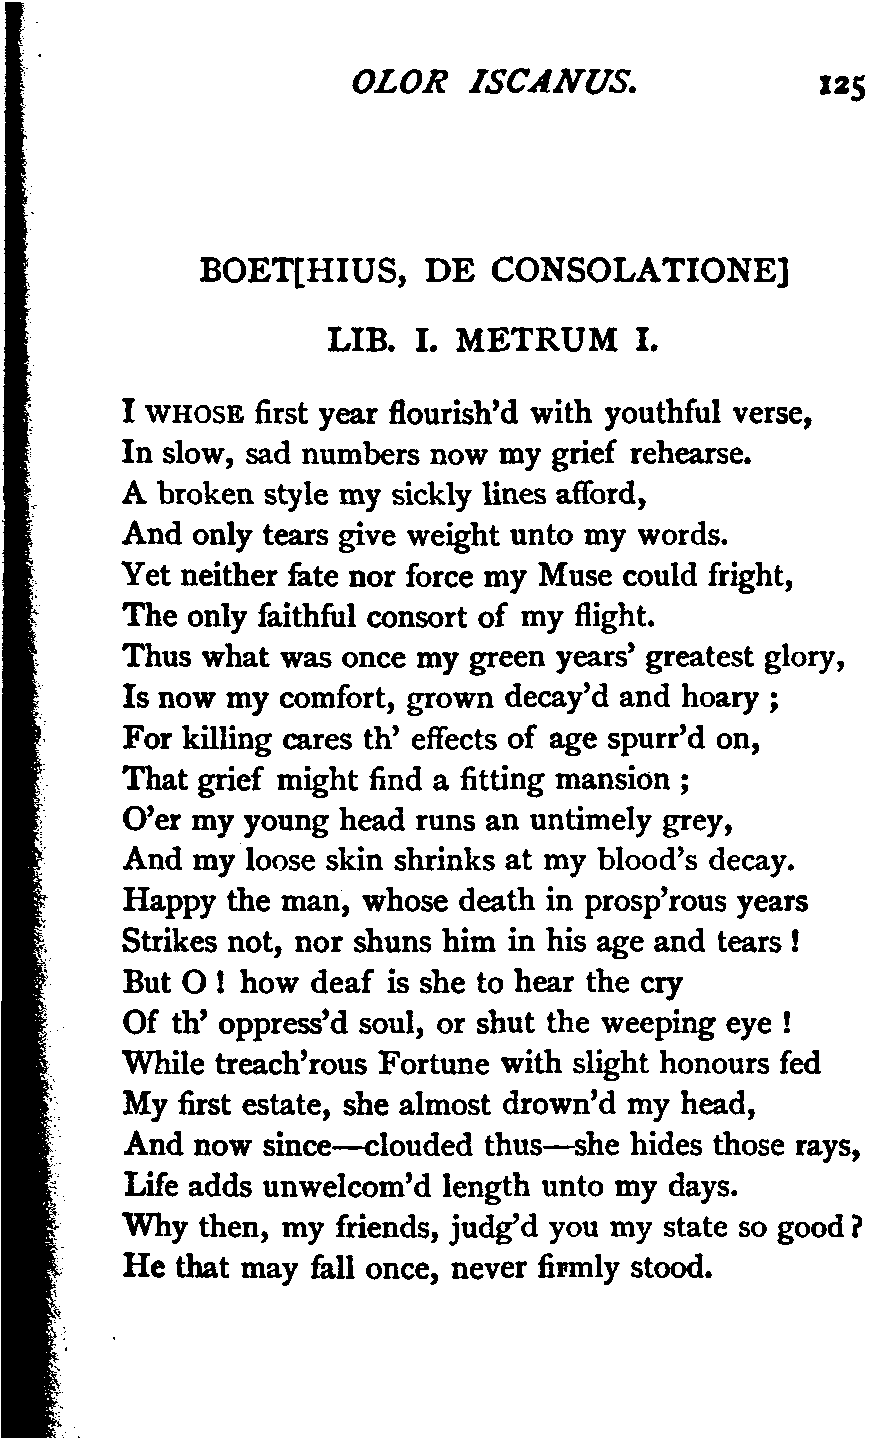 OLOR ISCANUS. 125
BOET[HIUS, DE CONSOLATIONE]
LIB. I. METRUM I.
I WHOSE first year flourish'd with youthful verse,
In slow, sad numbers now my grief rehearse.
A broken style my sickly lines afford,
And only tears give weight unto my words.
Yet neither fate nor force my Muse could fright,
The only faithful consort of my flight.
Thus what was once my green years' greatest glory,
Is now my comfort, grown decay'd and hoary ;
For killing cares th' effects of age spurr'd on,
That grief might find a fitting mansion ;
O'er my young head runs an untimely grey,
And my loose skin shrinks at my blood's decay.
Happy the man, whose death in prosp'rous years
Strikes not, nor shuns him in his age and tears !
But O ! how deaf is she to hear the cry
Of th' oppress'd soul, or shut the weeping eye !
While treach'rous Fortune with slight honours fed
My first estate, she almost drown'd my head,
And now since—clouded thus—she hides those rays,
Life adds unwelcom'd length unto my days.
Why then, my friends, judg'd you my state so good ?
He that may fall once, never firmly stood.